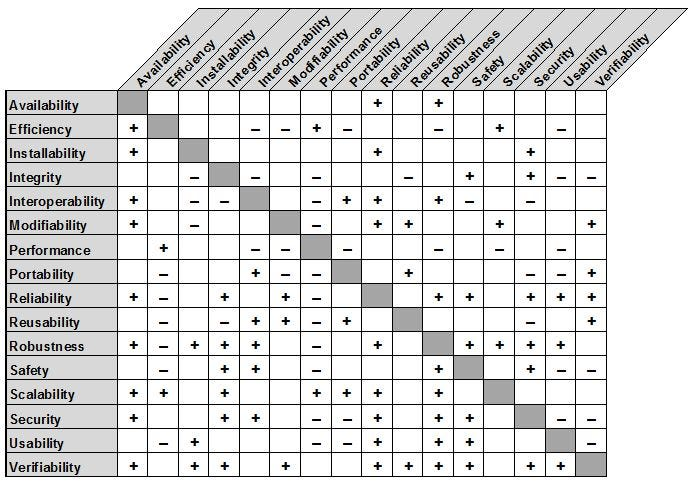 Availability
Efficiency
Installability
Integrity
Interoperability
Modifiability
Performance
Portability
Reliability
Reusability
Robustness
Safety
Scalability
Security
Usability
Verifiability
Availability + +
Efficiency + – – + – – + –
Installability + + +
Integrity – – – – + + – –
Interoperability + – – – + + + – –
Modifiability + – – + + + +
Performance + – – – – – –
Portability – + – – + – – +
Reliability + – + + – + + + + +
Reusability – – + + – + – +
Robustness + – + + + – + + + + +
Safety – + + – + + – –
Scalability + + + + + + +
Security + + + – – + + + – –
Usability – + – – + + + –
Verifiability + + + + + + + + + +